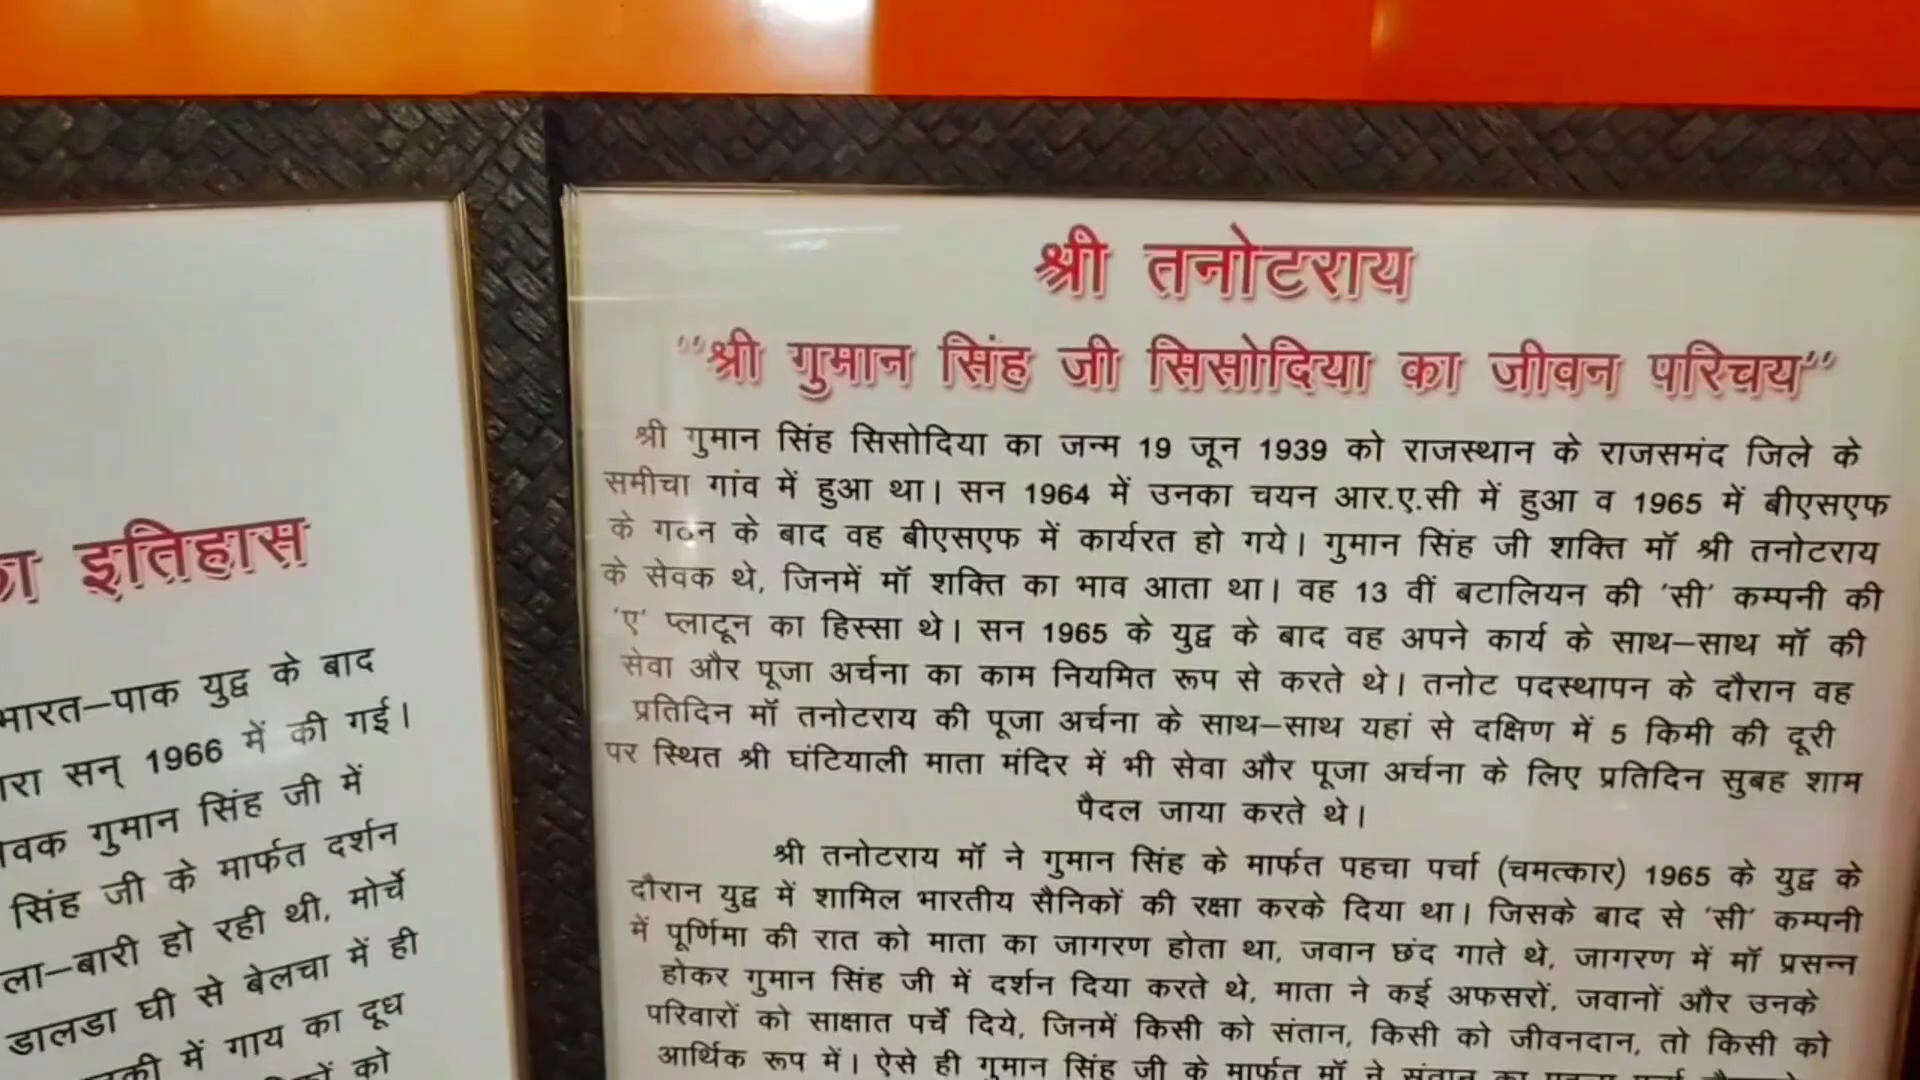 का इतिहास
भारत–पाक युद्व के बाद
सन् 1966 में की गई।
गुमान सिंह जी में
सिंह जी के मार्फत दर्शन
हो रही थी, मोर्चे
डालडा घी से बेलचा में ही
में गाय का दूध
को
श्री तनोटराय
"श्री गुमान सिंह जी सिसोदिया का जीवन परिचय"
श्री गुमान सिंह सिसोदिया का जन्म 19 जून 1939 को राजस्थान के राजसमंद जिले के
समीचा गांव में हुआ था। सन 1964 में उनका चयन आर.ए.सी में हुआ व 1965 में बीएसएफ
के गठन के बाद वह बीएसएफ में कार्यरत हो गये। गुमान सिंह जी शक्ति मॉ श्री तनोटराय
के सेवक थे, जिनमें मॉ शक्ति का भाव आता था। वह 13 वीं बटालियन की 'सी' कम्पनी की
'ए' प्लाटून का हिस्सा थे। सन 1965 के युद्व के बाद वह अपने कार्य के साथ–साथ मॉ की
सेवा और पूजा अर्चना का काम नियमित रूप से करते थे। तनोट पदस्थापन के दौरान वह
प्रतिदिन मॉ तनोटराय की पूजा अर्चना के साथ–साथ यहां से दक्षिण में 5 किमी की दूरी
पर स्थित श्री घंटियाली माता मंदिर में भी सेवा और पूजा अर्चना के लिए प्रतिदिन सुबह शाम
पैदल जाया करते थे।
श्री तनोटराय मॉ ने गुमान सिंह के मार्फत पहचा पर्चा (चमत्कार) 1965 के युद्व के
दौरान युद्व में शामिल भारतीय सैनिकों की रक्षा करके दिया था। जिसके बाद से 'सी' कम्पनी
में पूर्णिमा की रात को माता का जागरण होता था, जवान छंद गाते थे, जागरण में मॉ प्रसन्न
होकर गुमान सिंह जी में दर्शन दिया करते थे, माता ने कई अफसरों, जवानों और उनके
परिवारों को साक्षात पर्चे दिये, जिनमें किसी को संतान, किसी को जीवनदान, तो किसी को
आर्थिक रूप में। ऐसे ही गुमान सिंह जी के मार्फत मॉ ने संतान का